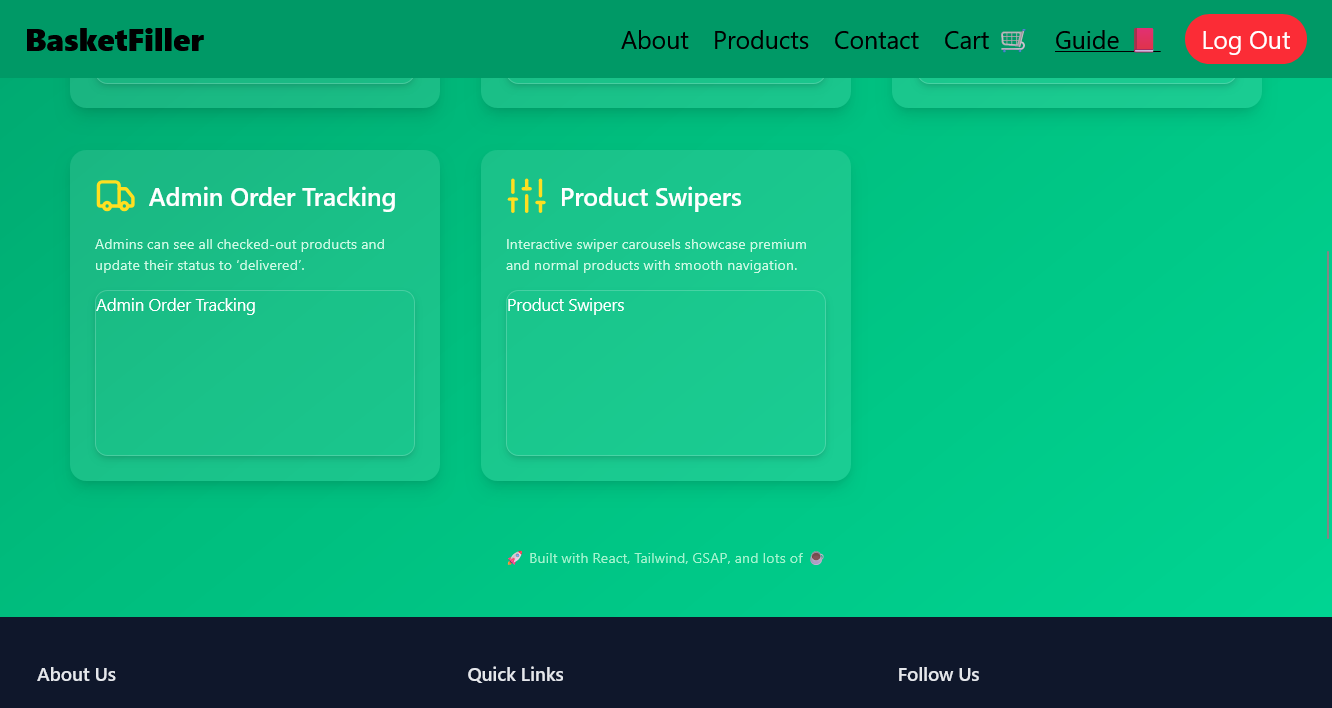 BasketFiller
About
Products
Contact
Cart 🛒
Guide 📕
Log Out
Admin Order Tracking
Admins can see all checked-out products and
update their status to ‘delivered’.
Admin Order Tracking
Product Swipers
Interactive swiper carousels showcase premium
and normal products with smooth navigation.
Product Swipers
🚀 Built with React, Tailwind, GSAP, and lots of ☕
About Us
Quick Links
Follow Us